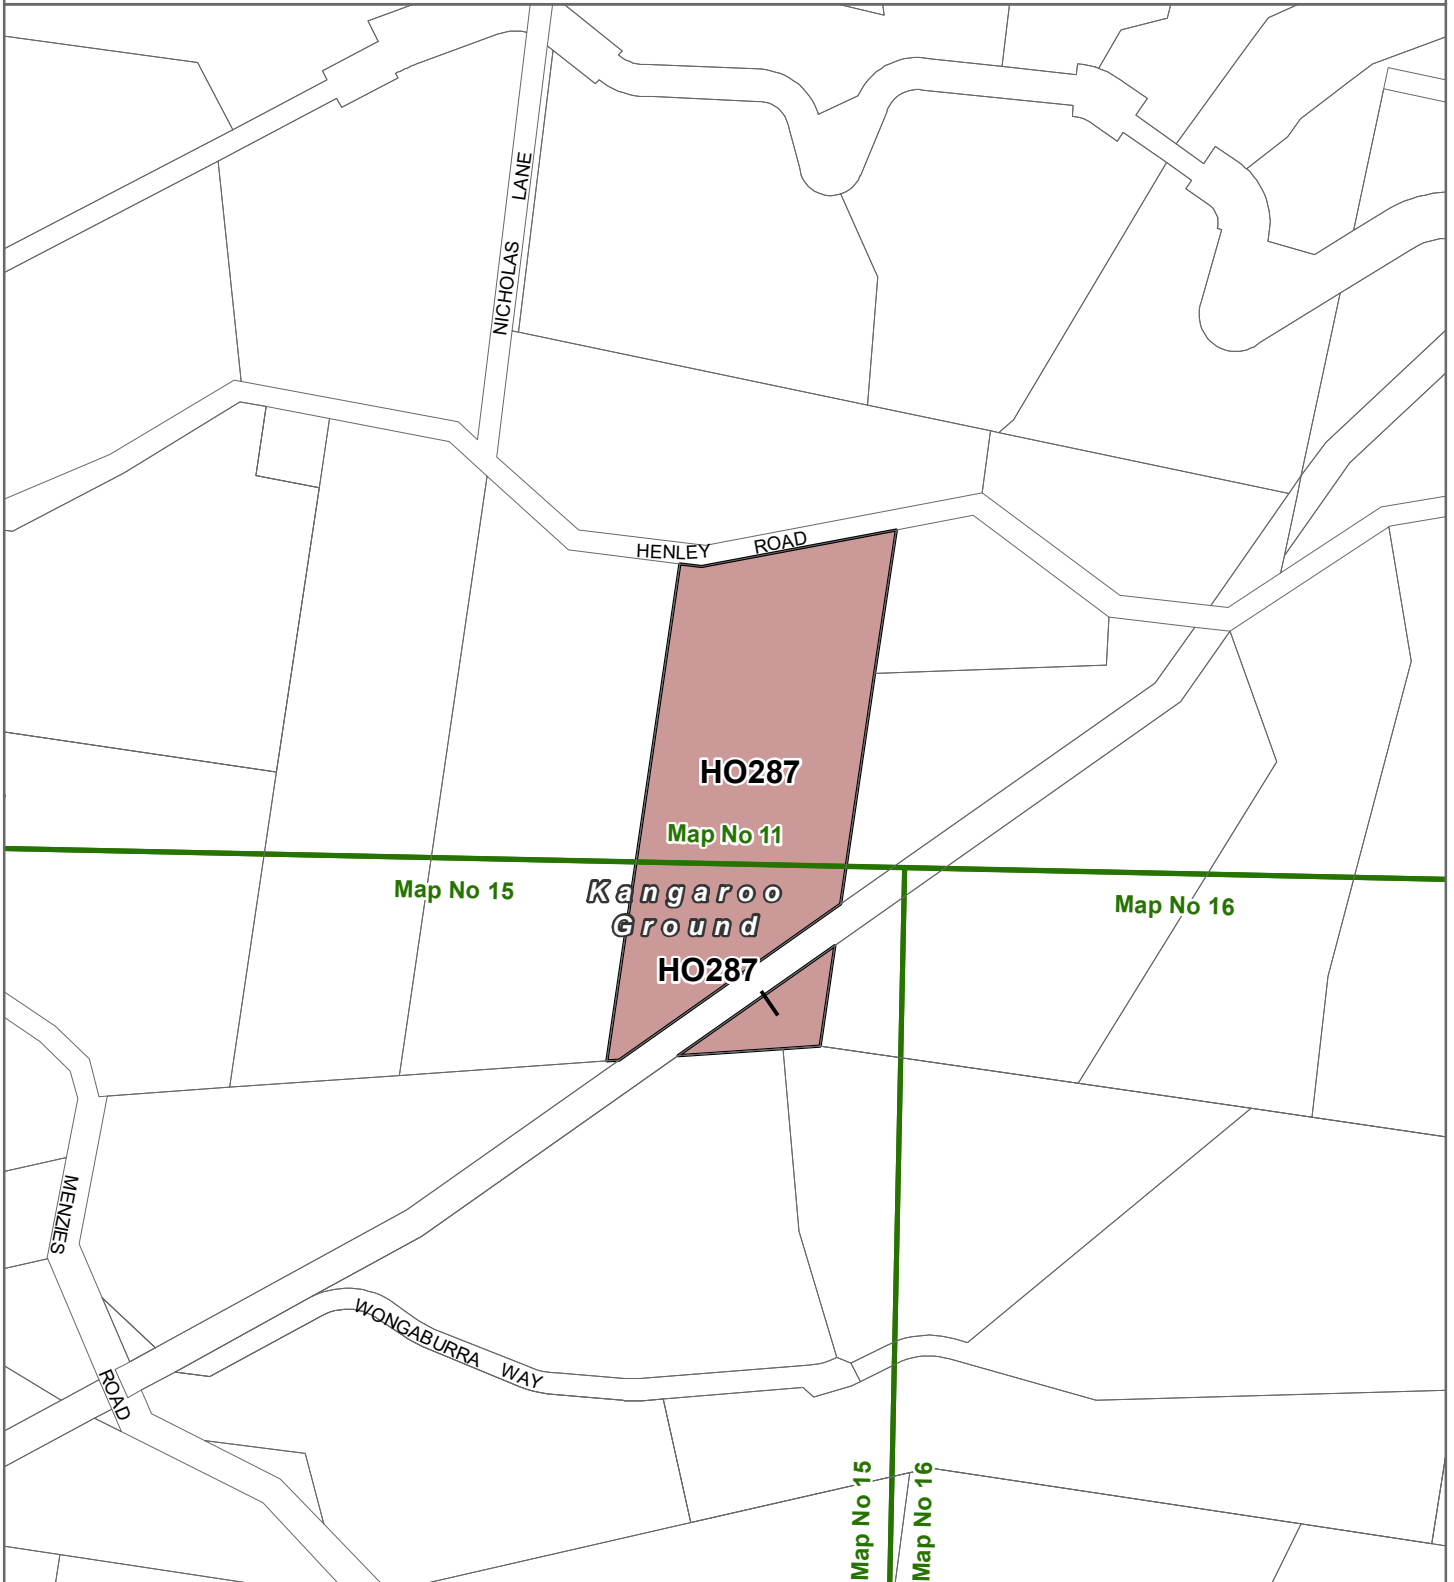 NICHOLAS LANE
HENLEY ROAD
HO287
Map No 11
Map No 15
Kangaroo
Ground
Map No 16
HO287
MENZIES ROAD
WONGABURRA WAY
Map No 15
Map No 16